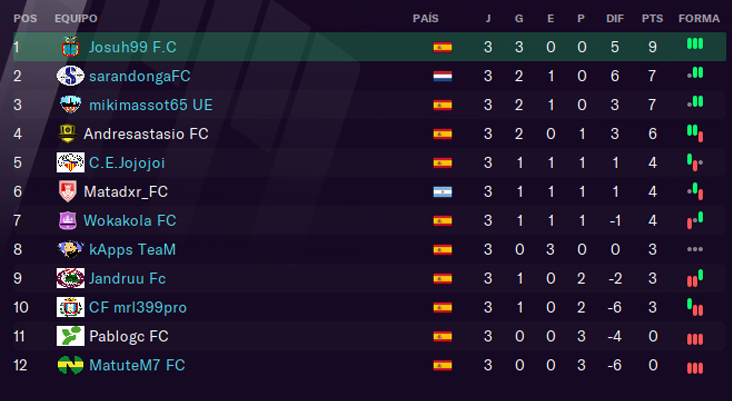 POS EQUIPO PAÍS J G E P DIF PTS FORMA
1 Josuh99 F.C 3 3 0 0 5 9
2 sarandongaFC 3 2 1 0 6 7
3 mikimassot65 UE 3 2 1 0 3 7
4 Andresastasio FC 3 2 0 1 3 6
5 C.E.Jojojoi 3 1 1 1 1 4
6 Matadxr_FC 3 1 1 1 1 4
7 Wokakola FC 3 1 1 1 -1 4
8 kApps TeaM 3 0 3 0 0 3
9 Jandruu Fc 3 1 0 2 -2 3
10 CF mrl399pro 3 1 0 2 -6 3
11 Pablogc FC 3 0 0 3 -4 0
12 MatuteM7 FC 3 0 0 3 -6 0